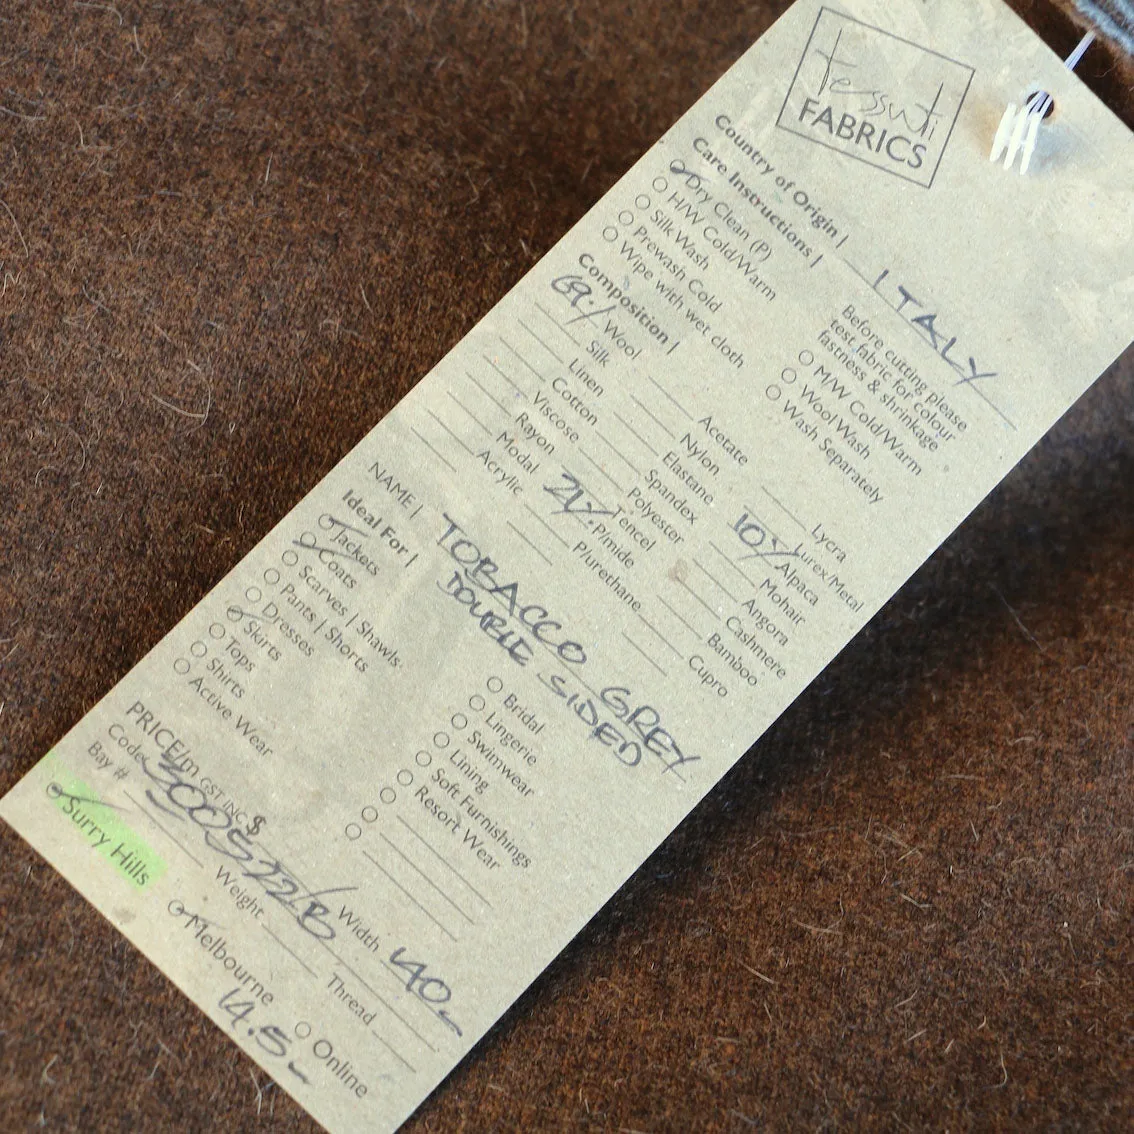 tessuti
FABRICS
Country of Origin | ITALY
Care Instructions |
Dry Clean (P)
H/W Cold/Warm
Silk Wash
Prewash Cold
Wipe with wet cloth
Before cutting please
test fabric for colour
fastness & shrinkage
M/W Cold/Warm
Wool Wash
Wash Separately
Composition |
69% Wool
Silk
Linen
Cotton
Viscose
Rayon
Modal
Acrylic
Acetate
Nylon
Elastane
Spandex
Polyester
Tencel
21% P/mide
P/urethane
Lycra
Lurex/Metal
10% Alpaca
Mohair
Angora
Cashmere
Bamboo
Cupro
NAME | TOBACCO GREY
DOUBLE SIDED
Ideal For |
Jackets
Coats
Scarves | Shawls
Pants | Shorts
Dresses
Skirts
Tops
Shirts
Active Wear
Bridal
Lingerie
Swimwear
Lining
Soft Furnishings
Resort Wear
PRICE/m GST INC $
Code 300522/B Width 140
Bay # Weight Thread
Surry Hills Melbourne Online
14.5